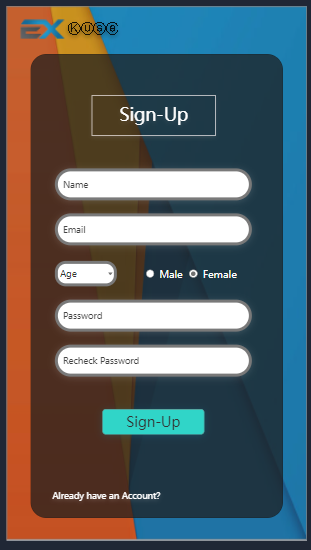 EX ⓀⓤⓢⒺ
Sign-Up
Name
Email
Age
Male
Female
Password
Recheck Password
Sign-Up
Already have an Account?